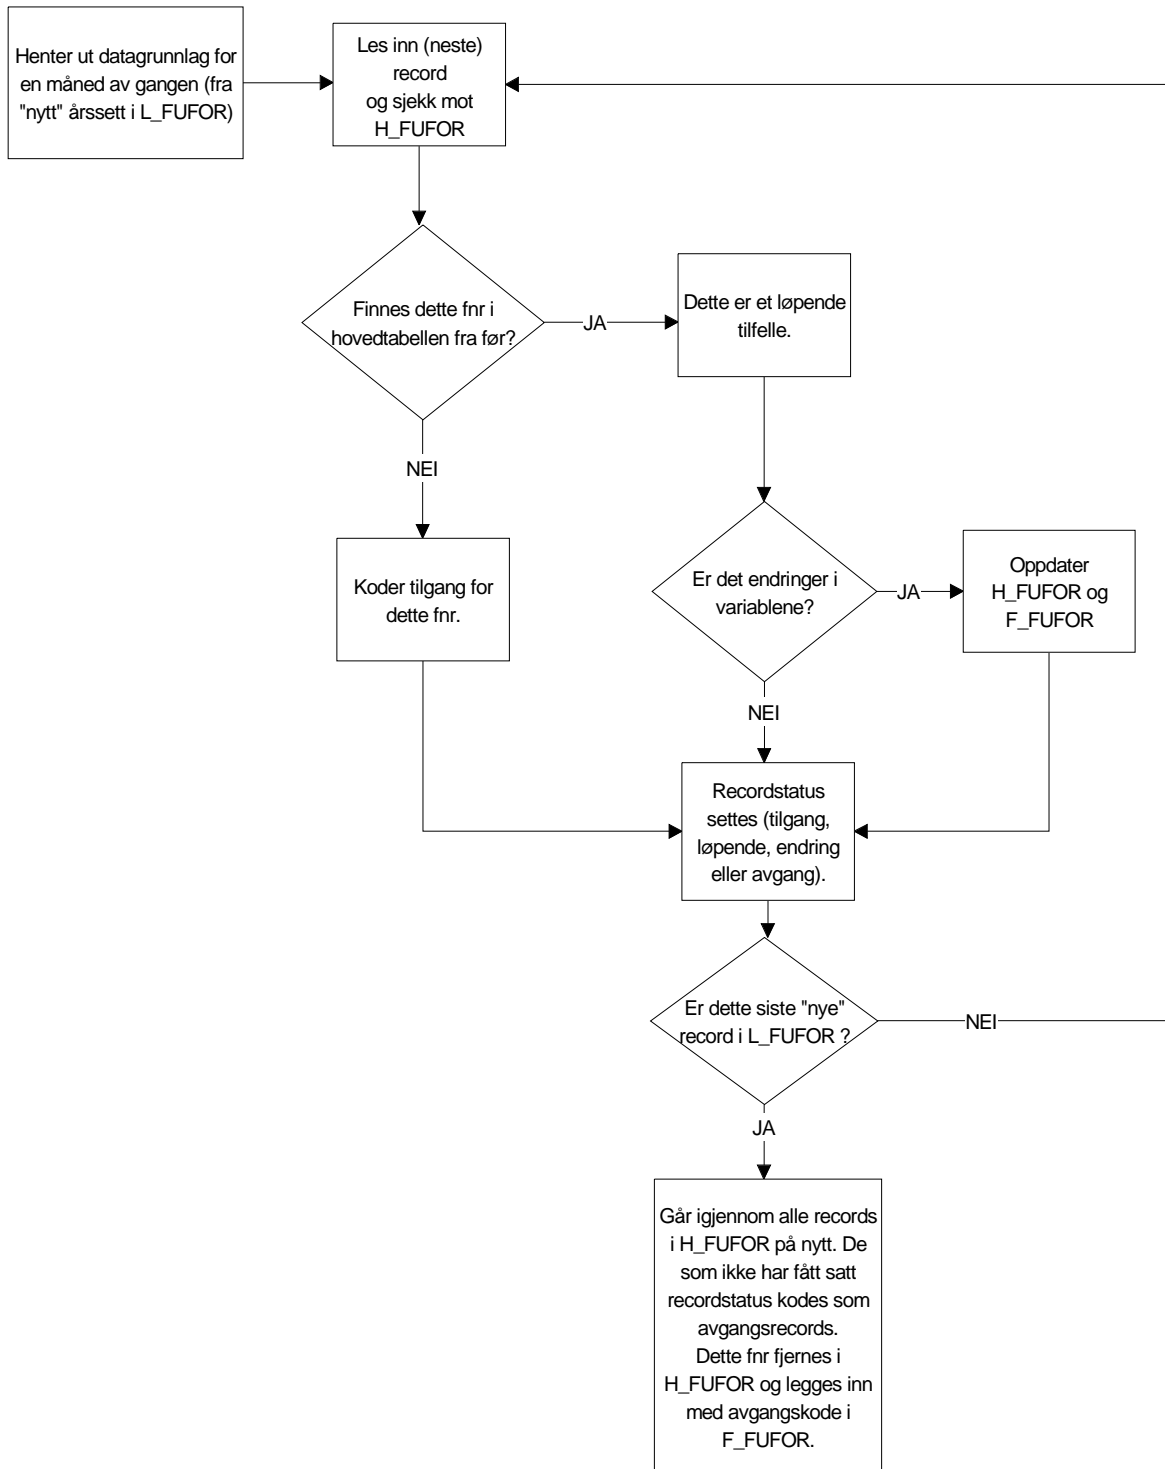 Henter ut datagrunnlag for
en måned av gangen (fra
"nytt" årssett i L_FUFOR)
Les inn (neste)
record
og sjekk mot
H_FUFOR
Finnes dette fnr i
hovedtabellen fra før?
JA
Dette er et løpende
tilfelle.
NEI
Koder tilgang for
dette fnr.
Er det endringer i
variablene?
JA
Oppdater
H_FUFOR og
F_FUFOR
NEI
Recordstatus
settes (tilgang,
løpende, endring
eller avgang).
Er dette siste "nye"
record i L_FUFOR ?
NEI
JA
Går igjennom alle records
i H_FUFOR på nytt. De
som ikke har fått satt
recordstatus kodes som
avgangsrecords.
Dette fnr fjernes i
H_FUFOR og legges inn
med avgangskode i
F_FUFOR.